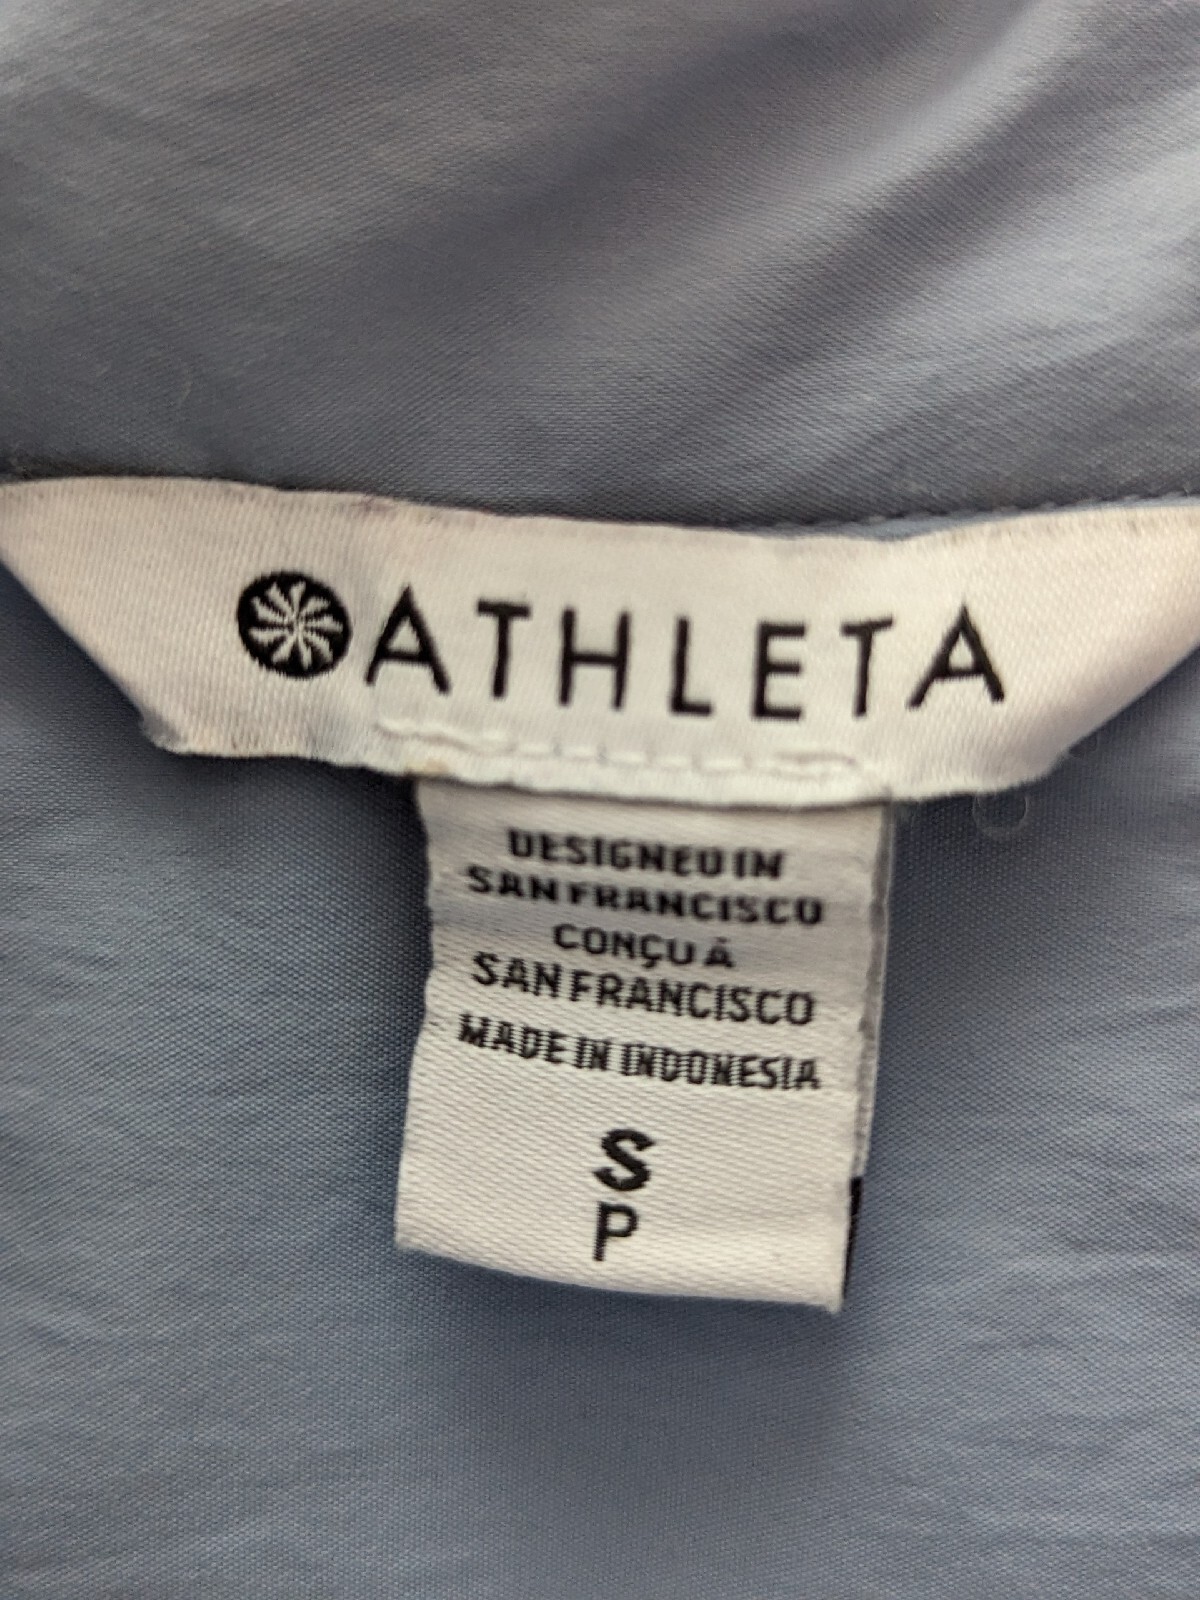 ATHLETA
DESIGNED IN
SAN FRANCISCO
CONÇU À
SAN FRANCISCO
MADE IN INDONESIA
S
P